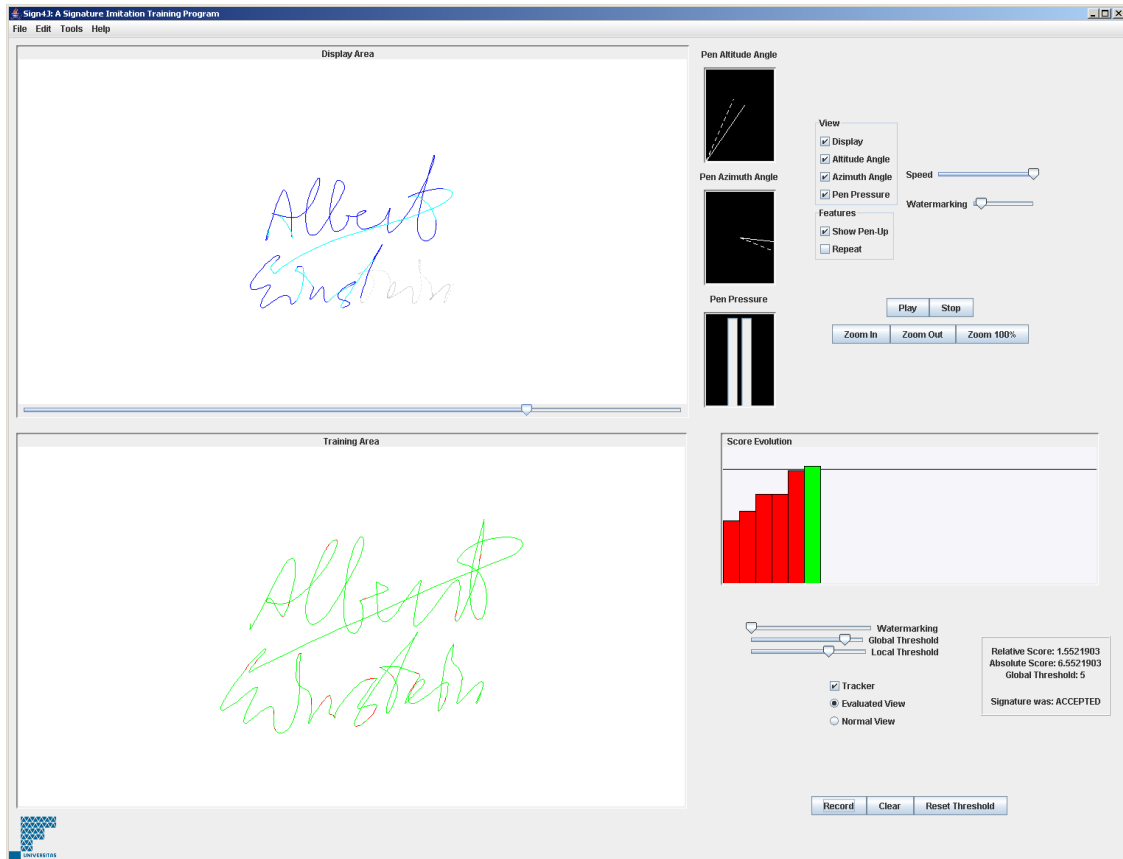 Sign4J: A Signature Imitation Training Program
File Edit Tools Help
Display Area
Albert
Einstein
Pen Altitude Angle
Pen Azimuth Angle
Pen Pressure
View
Display
Altitude Angle
Azimuth Angle
Pen Pressure
Features
Show Pen-Up
Repeat
Speed
Watermarking
Play Stop
Zoom In Zoom Out Zoom 100%
Training Area
Albert
Einstein
Score Evolution
Watermarking
Global Threshold
Local Threshold
Tracker
Evaluated View
Normal View
Relative Score: 1.5521903
Absolute Score: 6.5521903
Global Threshold: 5
Signature was: ACCEPTED
Record Clear Reset Threshold
UNIVERSITAS